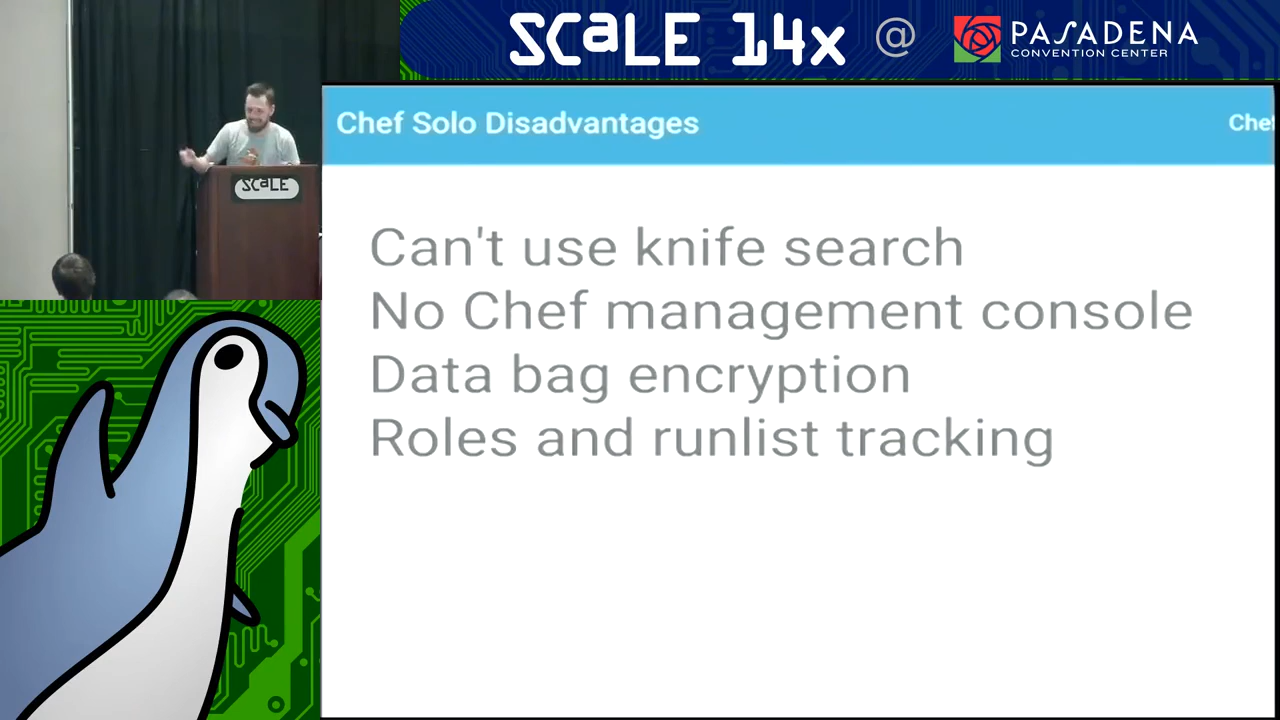 SCALE 14x @ PASADENA
CONVENTION CENTER
SCALE
Chef Solo Disadvantages
Can't use knife search
No Chef management console
Data bag encryption
Roles and runlist tracking